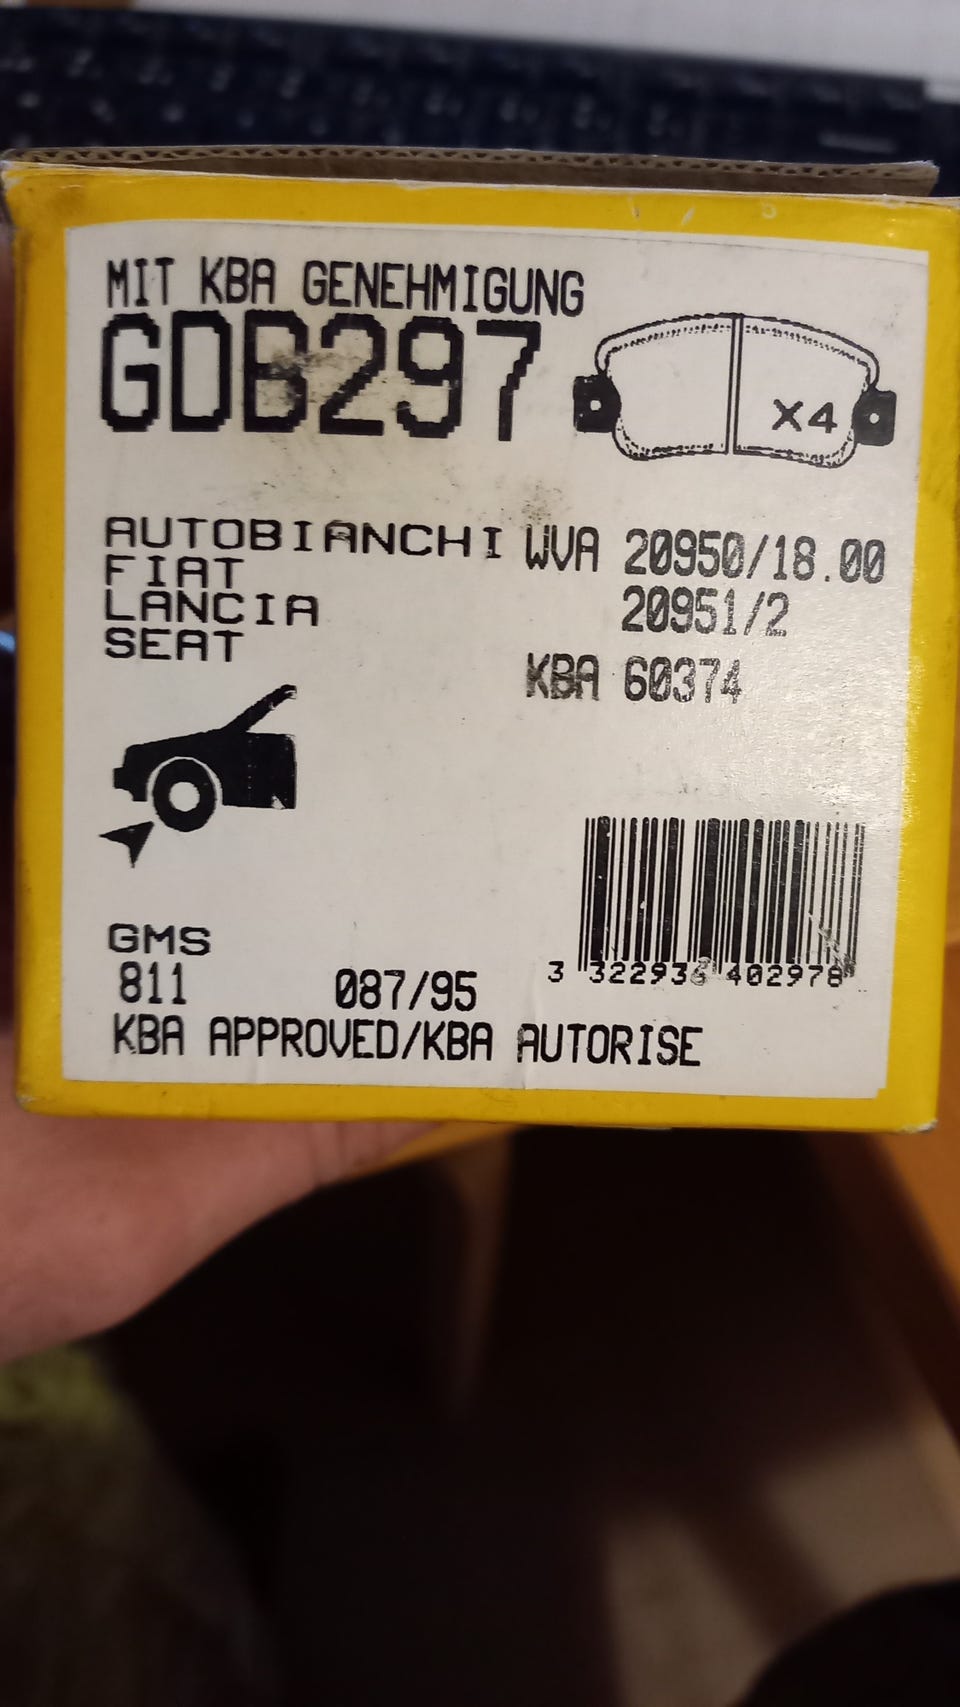 MIT KBA GENEHMIGUNG
GDB297
X4
AUTOBIANCHI
FIAT
LANCIA
SEAT
WVA 20950/18.00
20951/2
KBA 60374
GMS
811
087/95
3 322936 402978
KBA APPROVED/KBA AUTORISE